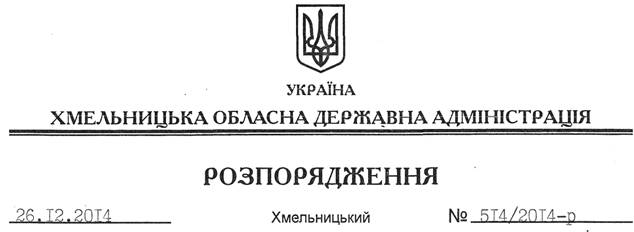 УКРАЇНА
ХМЕЛЬНИЦЬКА ОБЛАСНА ДЕРЖАВНА АДМІНІСТРАЦІЯ
РОЗПОРЯДЖЕННЯ
26.12.2014 Хмельницький № 514/2014-р